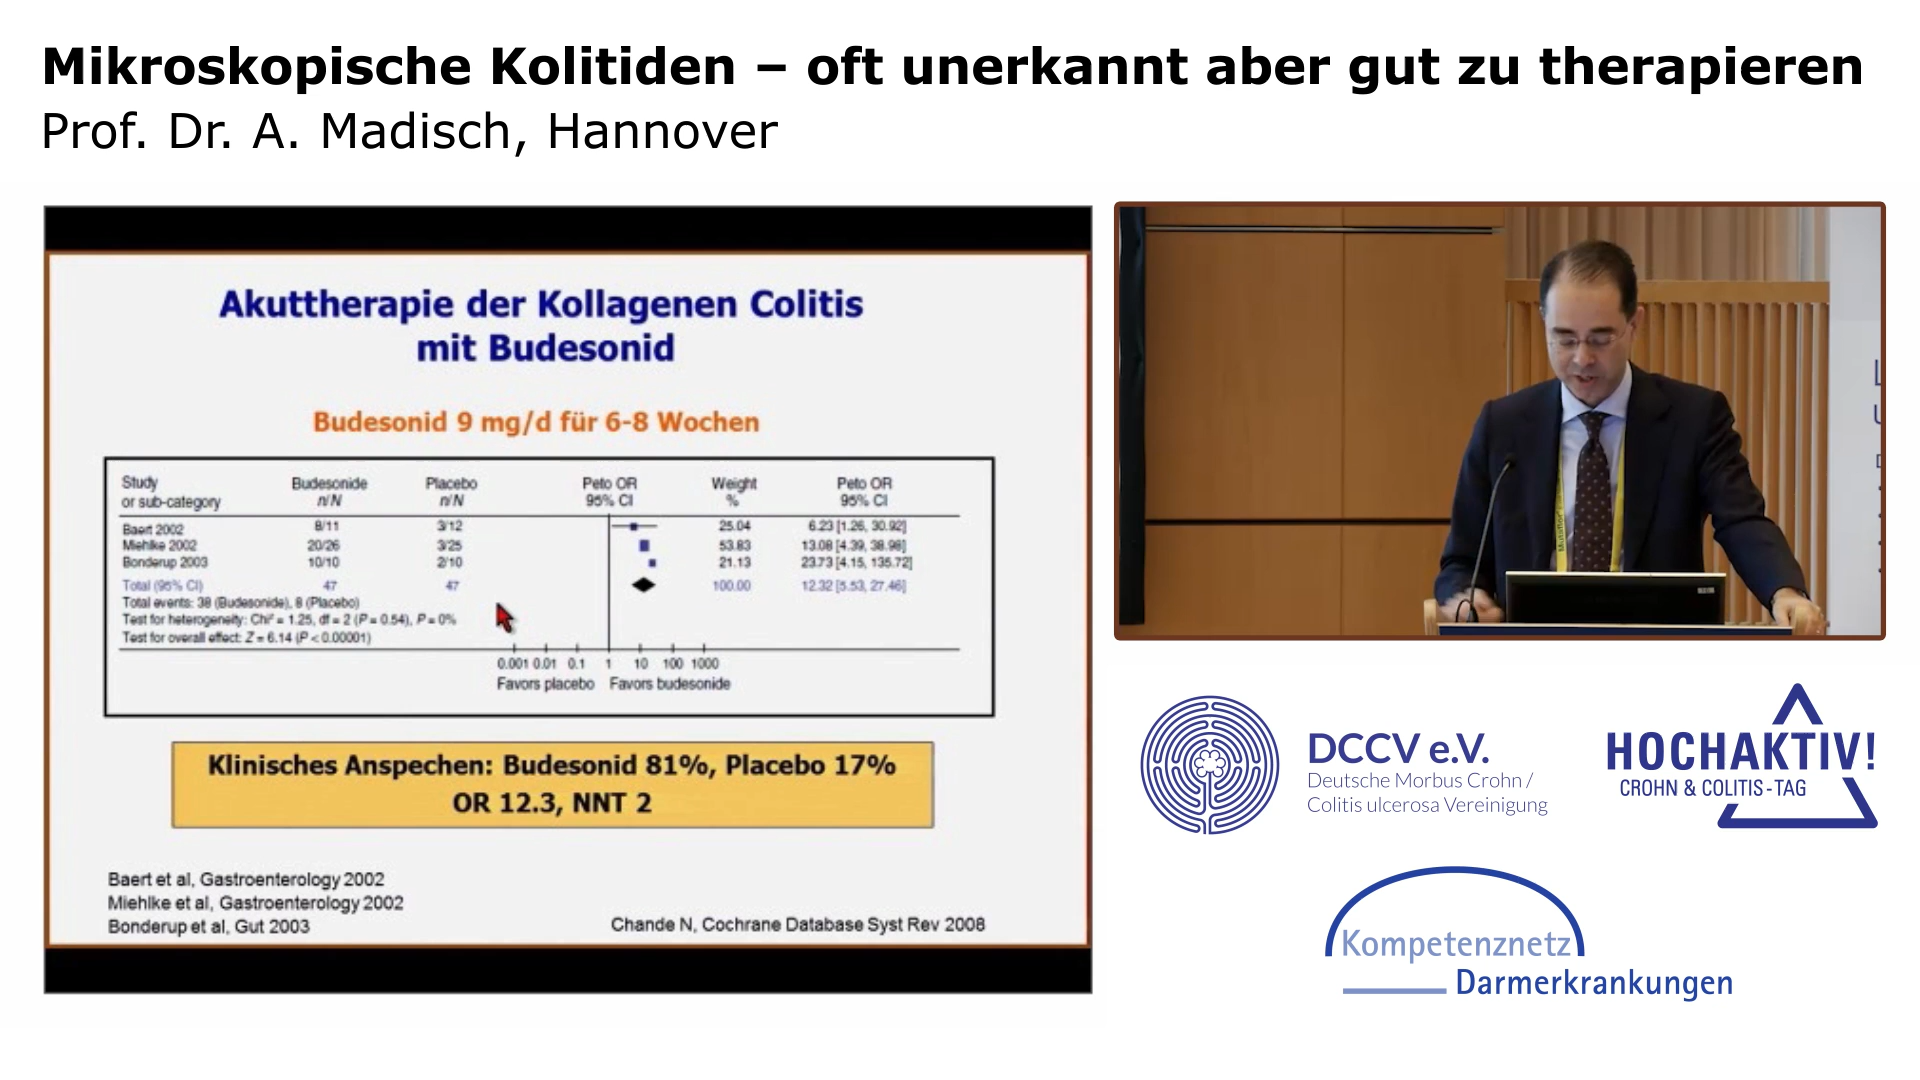 Mikroskopische Kolitiden – oft unerkannt aber gut zu therapieren
Prof. Dr. A. Madisch, Hannover
Akuttherapie der Kollagenen Colitis
mit Budesonid
Budesonid 9 mg/d für 6-8 Wochen
Study Budesonide Placebo Peto OR Weight Peto OR
or sub-category n/N n/N 95% CI % 95% CI
Baert 2002 8/11 3/12 25.04 6.23 [1.26, 30.92]
Miehlke 2002 20/26 3/25 53.83 13.08 [4.39, 38.98]
Bonderup 2003 10/10 2/10 21.13 23.73 [4.15, 135.72]
Total (95% CI) 47 47 100.00 12.32 [5.53, 27.46]
Total events: 38 (Budesonide), 8 (Placebo)
Test for heterogeneity: Chi² = 1.25, df = 2 (P = 0.54), P = 0%
Test for overall effect: Z = 6.14 (P < 0.00001)
0.001 0.01 0.1 1 10 100 1000
Favors placebo Favors budesonide
Klinisches Anspechen: Budesonid 81%, Placebo 17%
OR 12.3, NNT 2
Baert et al, Gastroenterology 2002
Miehlke et al, Gastroenterology 2002
Bonderup et al, Gut 2003
Chande N, Cochrane Database Syst Rev 2008
DCCV e.V.
Deutsche Morbus Crohn /
Colitis ulcerosa Vereinigung
HOCHAKTIV!
CROHN & COLITIS-TAG
Kompetenznetz
Darmerkrankungen